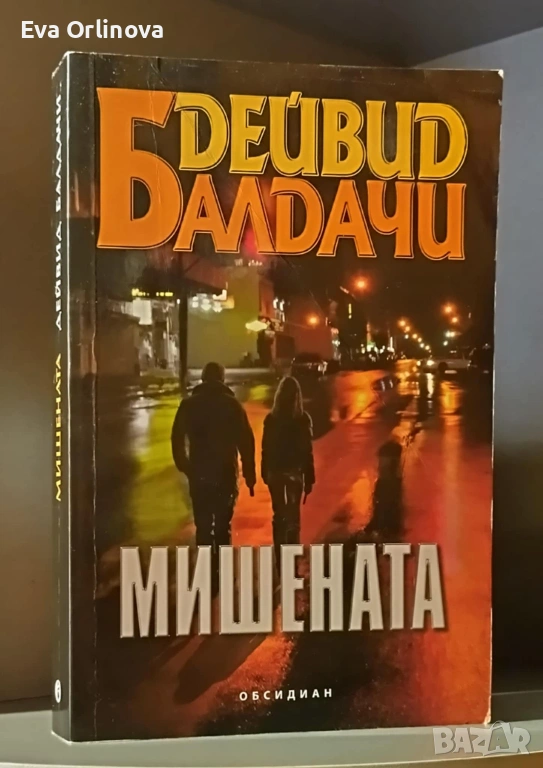 Eva Orlinova
ДЕЙВИД
БАЛДАЧИ
МИШЕНАТА
ОБСИДИАН
МИШЕНАТА ДЕЙВИД БАЛДАЧИ
BAZAR